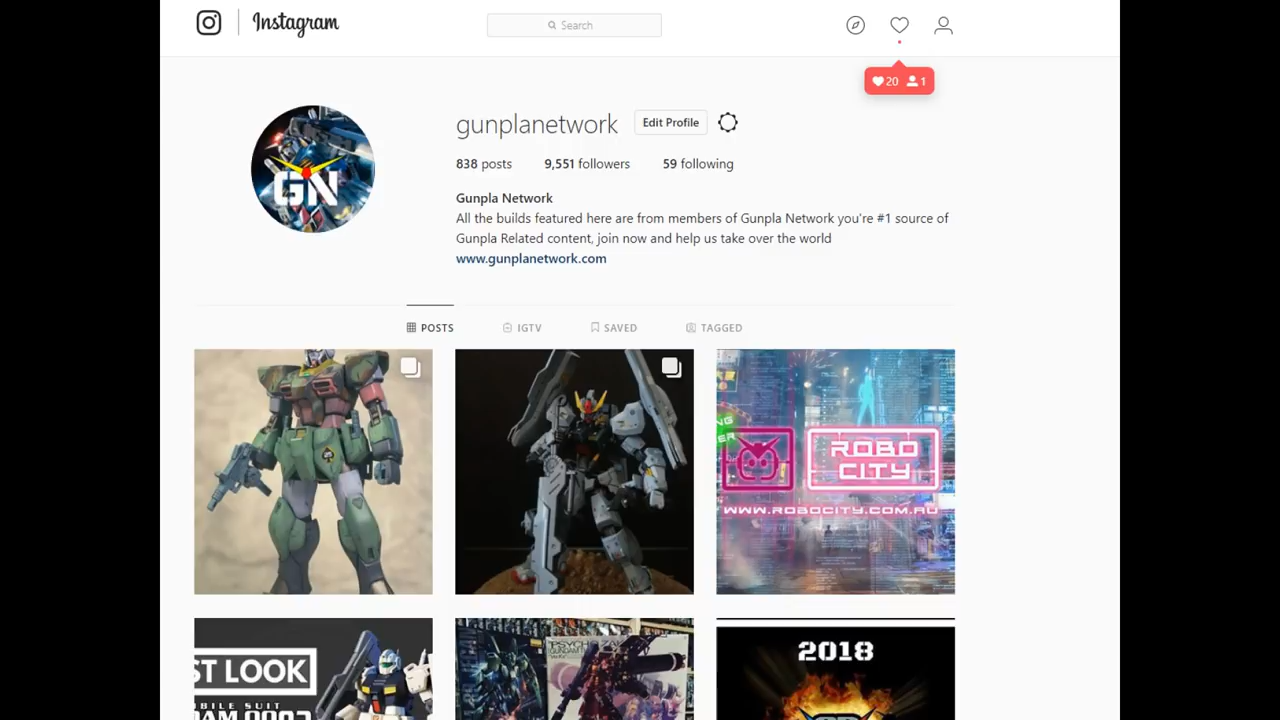 Instagram
Search
20 1
gunplanetwork Edit Profile
838 posts 9,551 followers 59 following
Gunpla Network
All the builds featured here are from members of Gunpla Network you're #1 source of
Gunpla Related content, join now and help us take over the world
www.gunplanetwork.com
POSTS IGTV SAVED TAGGED
GN
ROBO
CITY
WWW.ROBOCITY.COM.AU
ST LOOK
2018